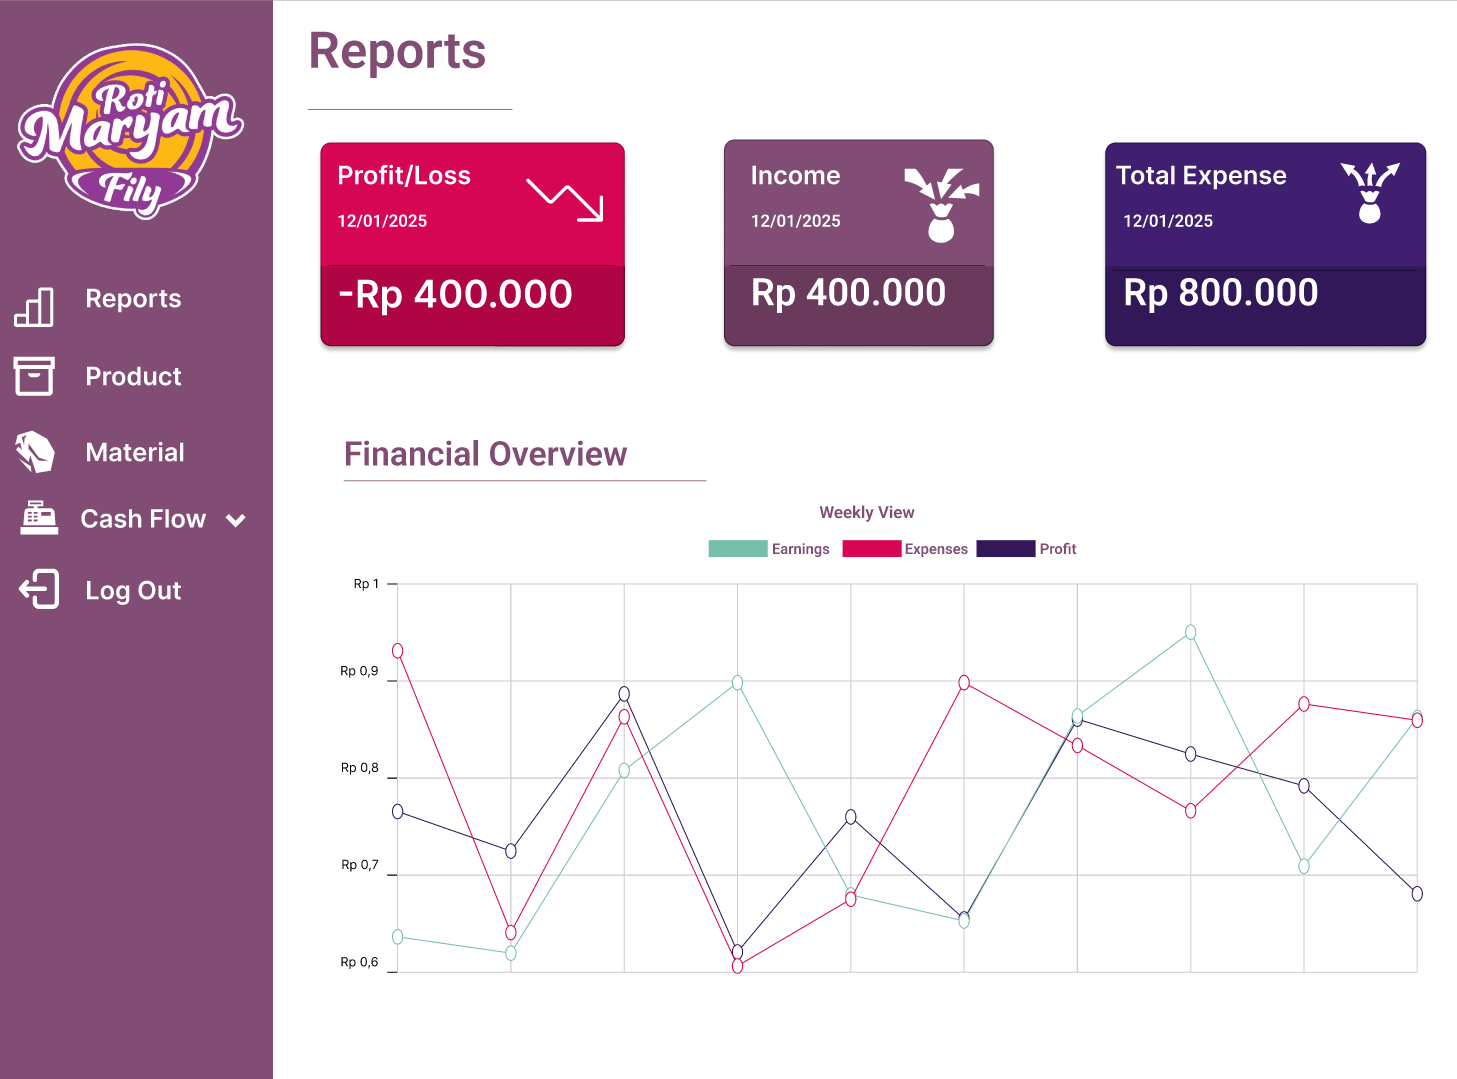 Roti
Maryam
Fily
Reports
Product
Material
Cash Flow
Log Out
Reports
Profit/Loss
12/01/2025
-Rp 400.000
Income
12/01/2025
Rp 400.000
Total Expense
12/01/2025
Rp 800.000
Financial Overview
Weekly View
Earnings Expenses Profit
Rp 1
Rp 0,9
Rp 0,8
Rp 0,7
Rp 0,6